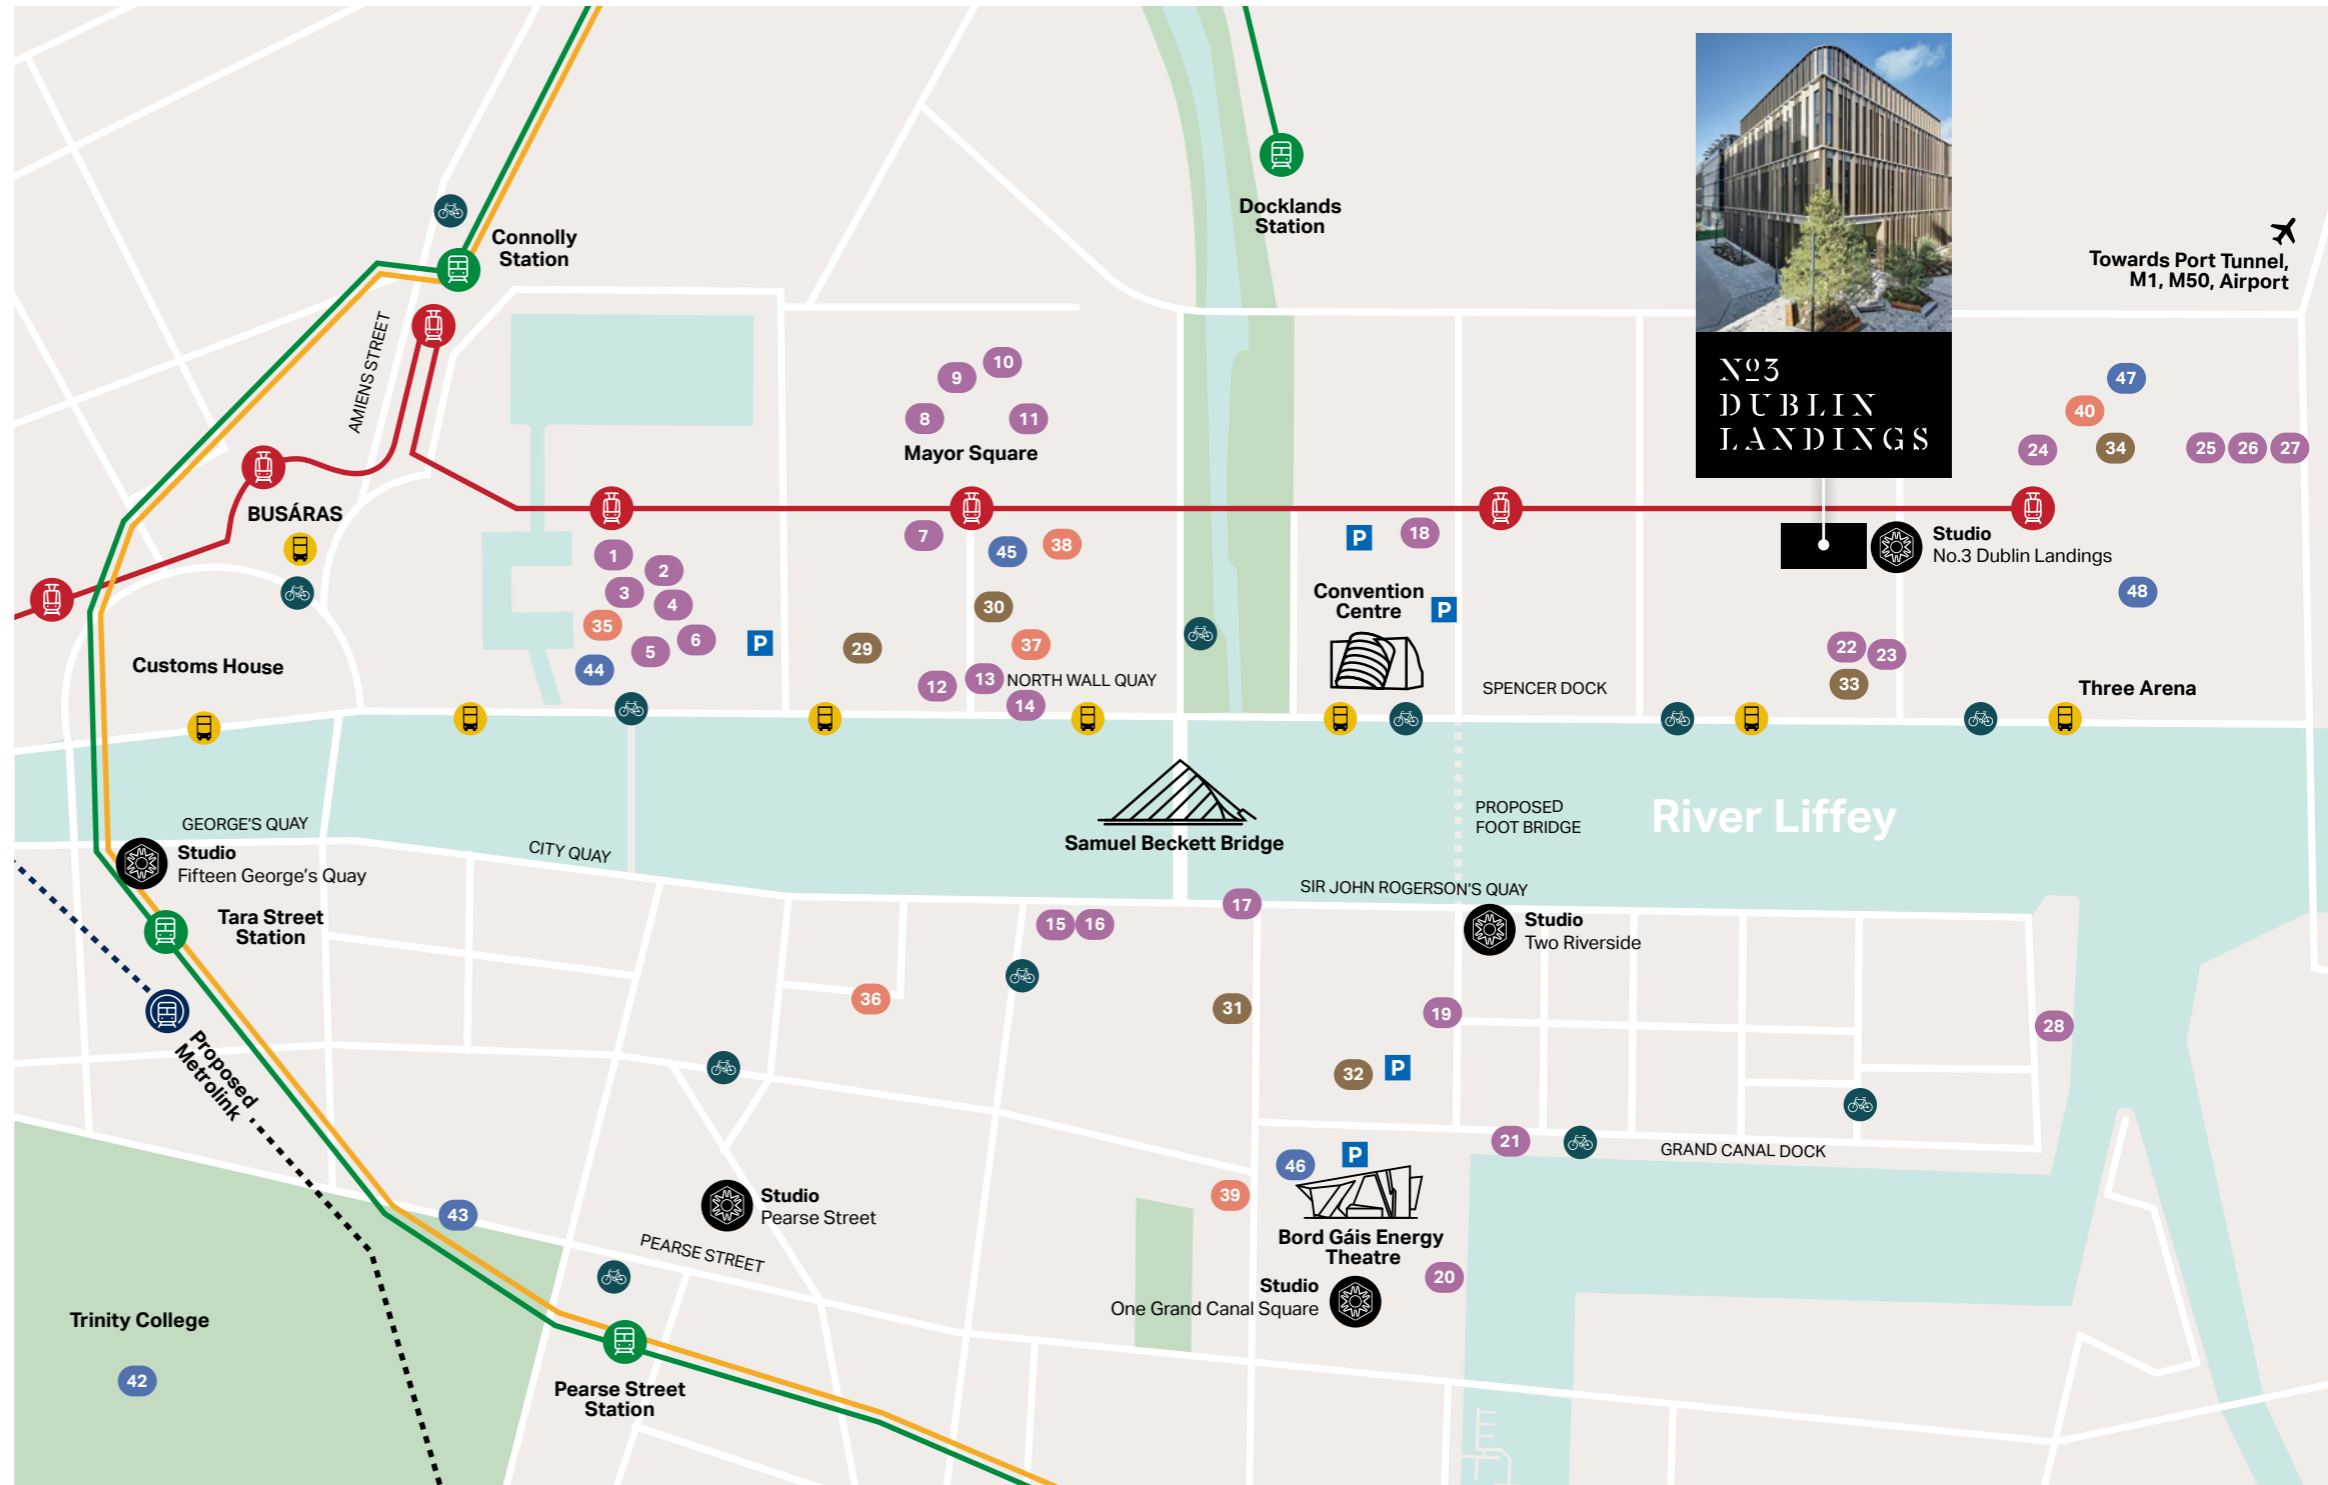 Connolly
Station
Docklands
Station
Towards Port Tunnel,
M1, M50, Airport
Nº3
DUBLIN
LANDINGS
AMIENS STREET
9
10
8
11
Mayor Square
47
40
24
34
25
26
27
BUSÁRAS
1
2
3
4
35
5
6
44
P
7
45
38
30
29
37
12
13
14
NORTH WALL QUAY
P
18
Convention
Centre
P
SPENCER DOCK
Studio
No.3 Dublin Landings
48
22
23
33
Three Arena
Customs House
GEORGE'S QUAY
Studio
Fifteen George's Quay
CITY QUAY
Samuel Beckett Bridge
PROPOSED
FOOT BRIDGE
River Liffey
SIR JOHN ROGERSON'S QUAY
Studio
Two Riverside
Tara Street
Station
15
16
17
36
31
19
28
32
P
Proposed
Metrolink
21
GRAND CANAL DOCK
46
P
39
Bord Gáis Energy
Theatre
20
Studio
One Grand Canal Square
43
Studio
Pearse Street
PEARSE STREET
Trinity College
42
Pearse Street
Station